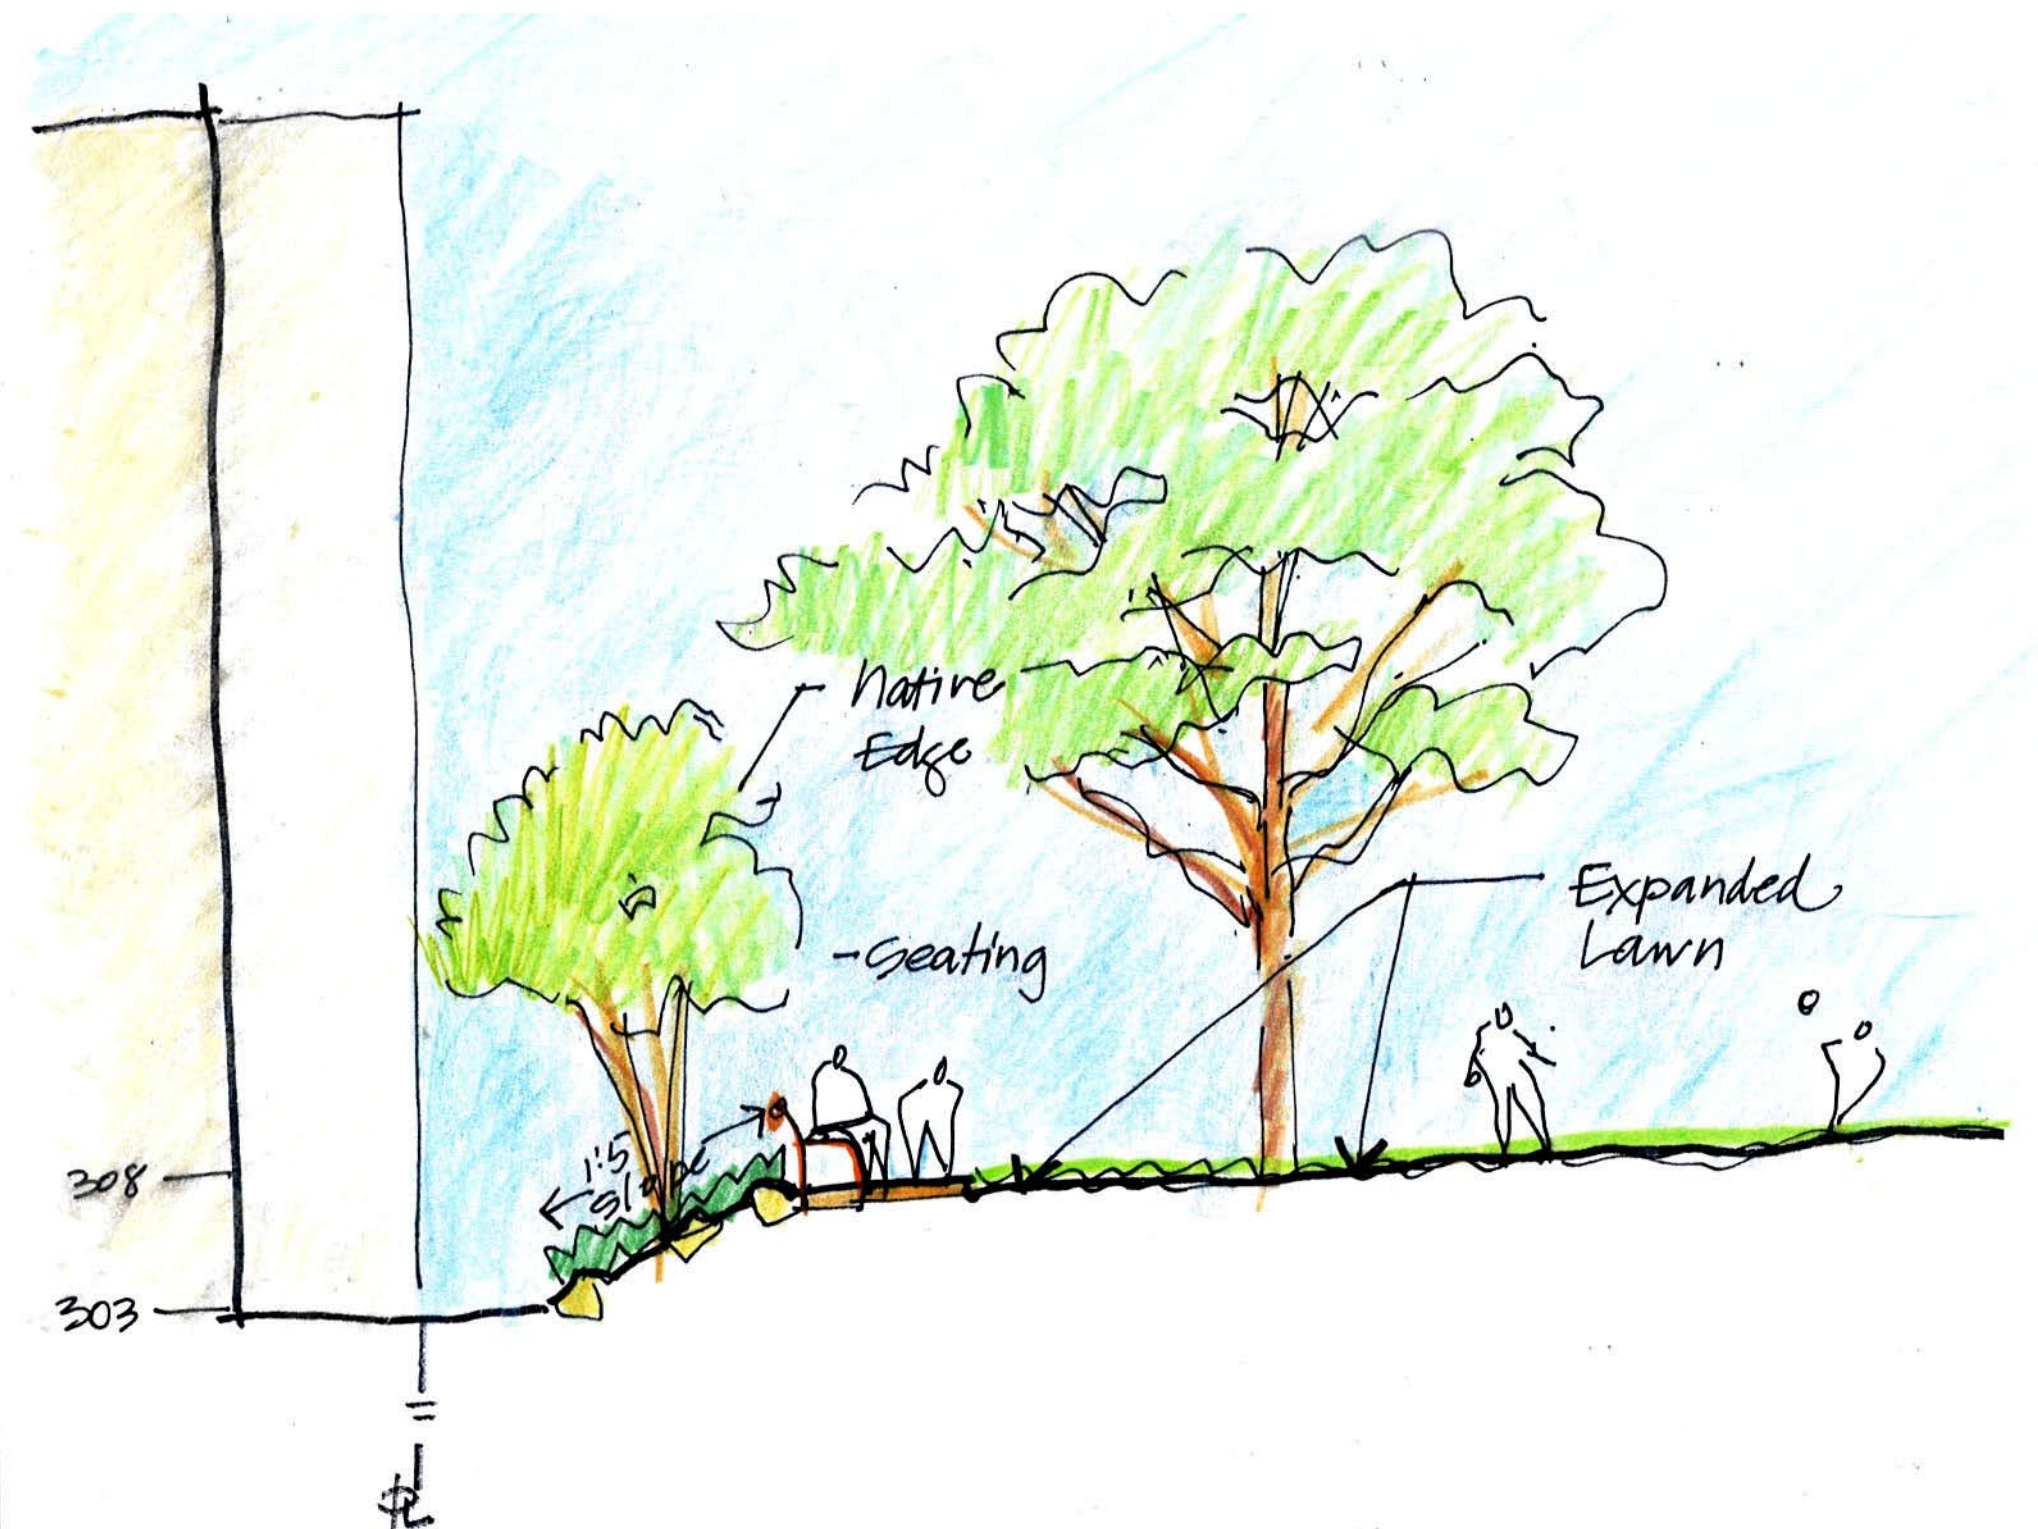 Native
Edge
Expanded
Lawn
-Seating
1:5
slope
308
303
PL